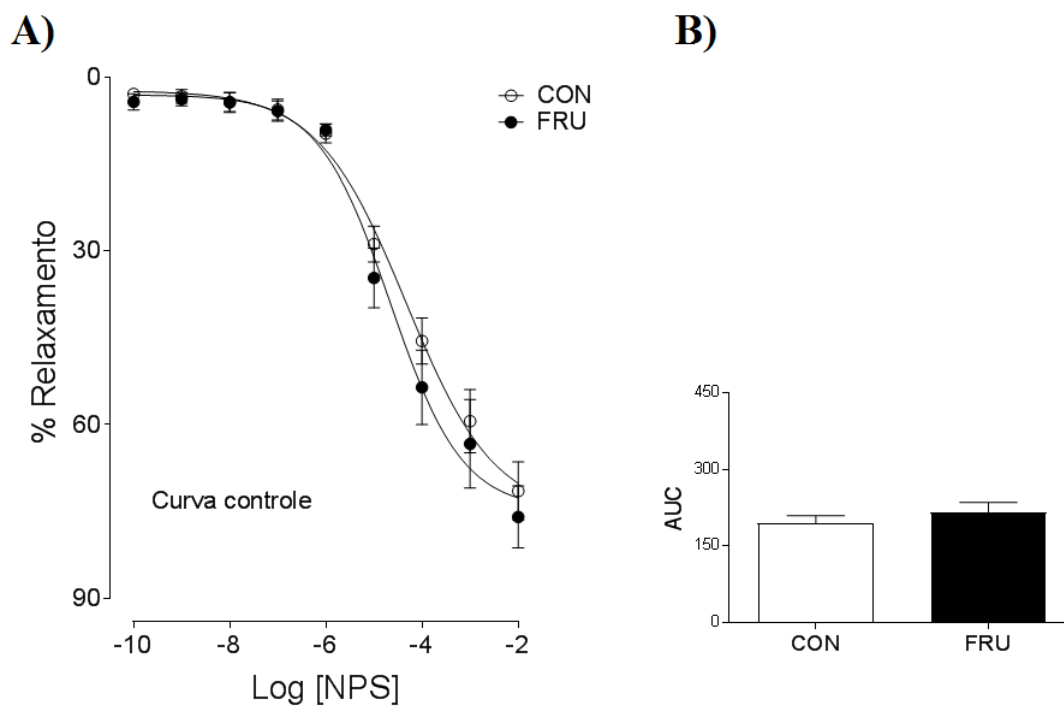 A)
0
30
60
90
% Relaxamento
CON
FRU
Curva controle
-10
-8
-6
-4
-2
Log [NPS]
B)
450
300
150
0
AUC
CON
FRU